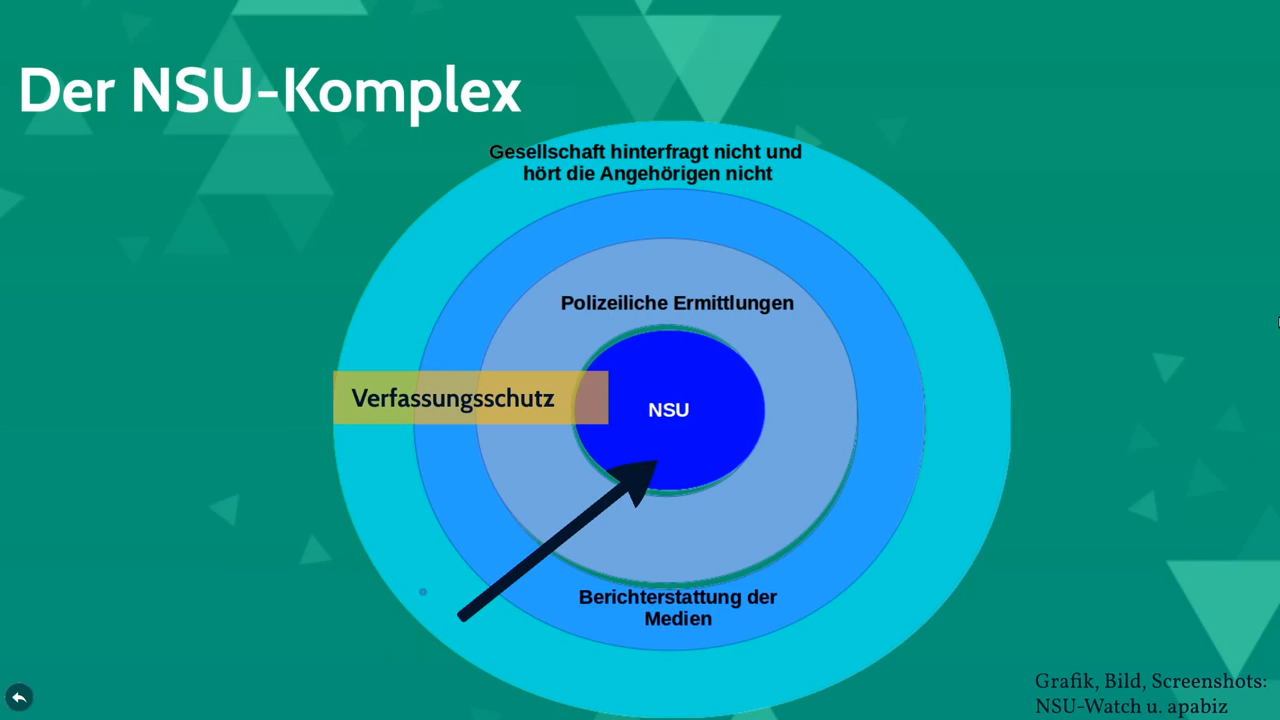 Der NSU-Komplex
Gesellschaft hinterfragt nicht und
hört die Angehörigen nicht
Polizeiliche Ermittlungen
Verfassungsschutz
NSU
Berichterstattung der
Medien
Grafik, Bild, Screenshots:
NSU-Watch u. apabiz